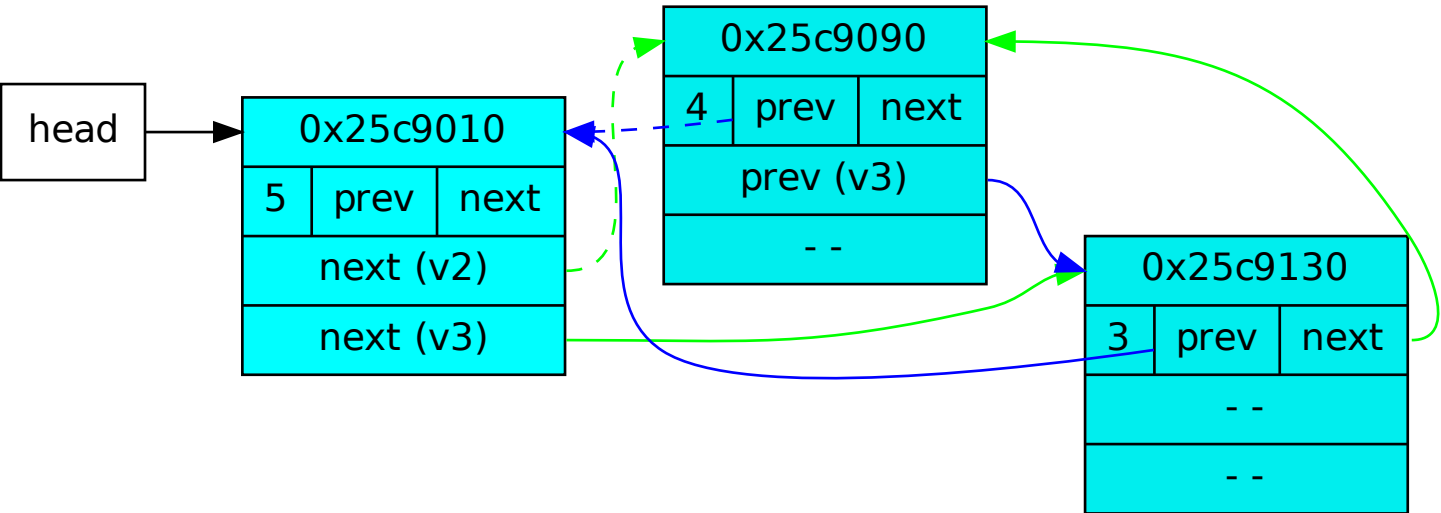 head
0x25c9010
5 prev next
next (v2)
next (v3)
0x25c9090
4 prev next
prev (v3)
- -
0x25c9130
3 prev next
- -
- -